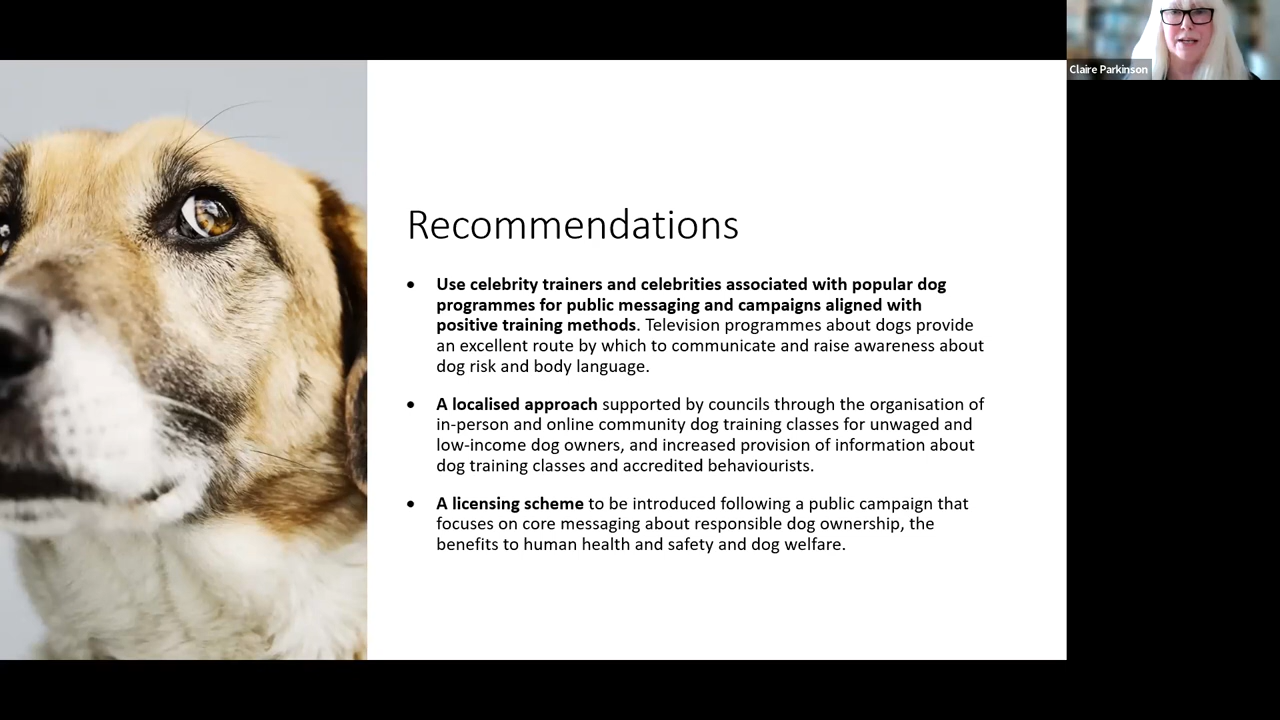 Claire Parkinson
Recommendations
• Use celebrity trainers and celebrities associated with popular dog
programmes for public messaging and campaigns aligned with
positive training methods. Television programmes about dogs provide
an excellent route by which to communicate and raise awareness about
dog risk and body language.
• A localised approach supported by councils through the organisation of
in-person and online community dog training classes for unwaged and
low-income dog owners, and increased provision of information about
dog training classes and accredited behaviourists.
• A licensing scheme to be introduced following a public campaign that
focuses on core messaging about responsible dog ownership, the
benefits to human health and safety and dog welfare.